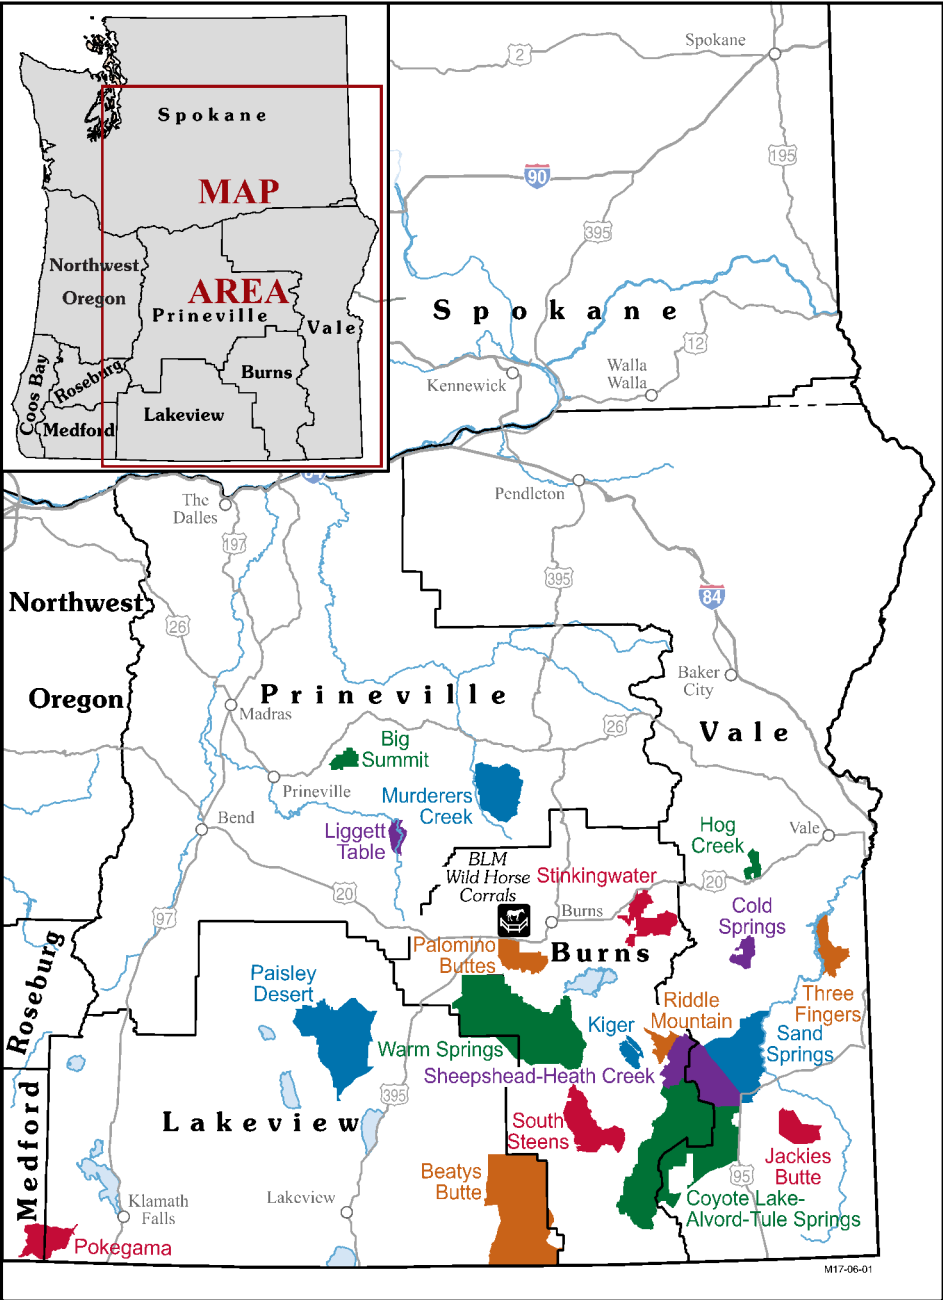 Spokane
MAP
AREA
Northwest
Oregon
Prineville
Vale
Burns
Coos Bay
Roseburg
Lakeview
Medford
Spokane
2
195
90
395
Spokane
12
Walla
Walla
Kennewick
Pendleton
The
Dalles
197
395
84
Northwest
26
Oregon
Baker
City
Prineville
Madras
26
Vale
Big
Summit
Prineville
Murderers
Creek
Bend
Liggett
Table
Hog
Creek
Vale
BLM
Wild Horse
Corrals
Stinkingwater
20
20
97
Burns
Cold
Springs
Roseburg
Palomino
Buttes
Burns
Paisley
Desert
Riddle
Mountain
Three
Fingers
Kiger
Sand
Springs
Warm Springs
Sheepshead-Heath Creek
395
Lakeview
South
Steens
Medford
Jackies
Butte
Beatys
Butte
95
Klamath
Falls
Lakeview
Coyote Lake-
Alvord-Tule Springs
Pokegama
M17-06-01